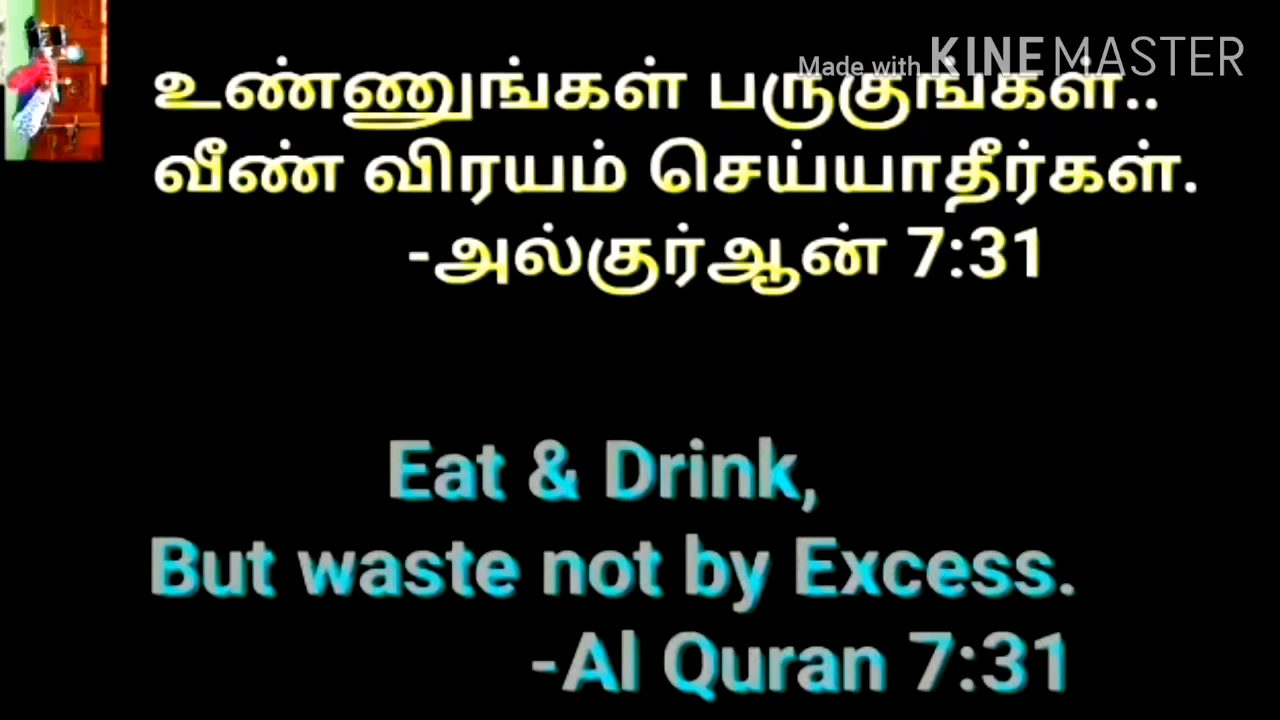 Made with KINEMASTER
உண்ணுங்கள் பருகுங்கள்..
வீண் விரயம் செய்யாதீர்கள்.
-அல்குர்ஆன் 7:31
Eat & Drink,
But waste not by Excess.
-Al Quran 7:31